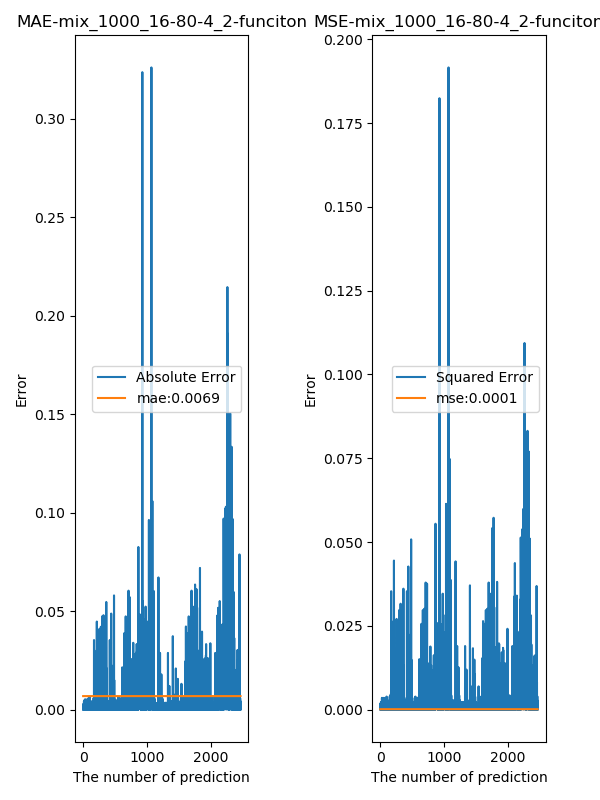 MAE-mix_1000_16-80-4_2-funciton
MSE-mix_1000_16-80-4_2-funciton
Error
0.30
0.25
0.20
0.15
0.10
0.05
0.00
Absolute Error
mae:0.0069
0
1000
2000
The number of prediction
Error
0.200
0.175
0.150
0.125
0.100
0.075
0.050
0.025
0.000
Squared Error
mse:0.0001
0
1000
2000
The number of prediction